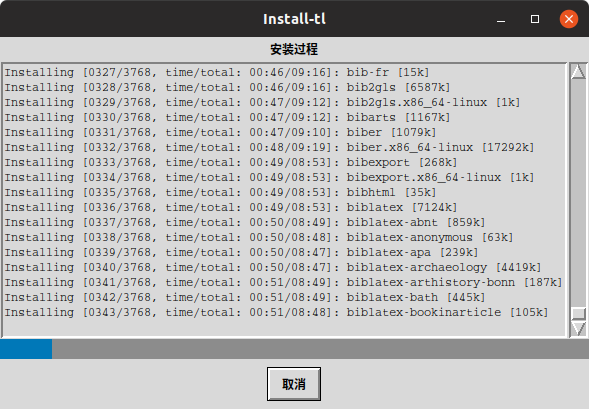 Install-tl
安装过程
Installing [0327/3768, time/total: 00:46/09:16]: bib-fr [15k]
Installing [0328/3768, time/total: 00:46/09:16]: bib2gls [6587k]
Installing [0329/3768, time/total: 00:47/09:12]: bib2gls.x86_64-linux [1k]
Installing [0330/3768, time/total: 00:47/09:12]: bibarts [1167k]
Installing [0331/3768, time/total: 00:47/09:10]: biber [1079k]
Installing [0332/3768, time/total: 00:48/09:19]: biber.x86_64-linux [17292k]
Installing [0333/3768, time/total: 00:49/08:53]: bibexport [268k]
Installing [0334/3768, time/total: 00:49/08:53]: bibexport.x86_64-linux [1k]
Installing [0335/3768, time/total: 00:49/08:53]: bibhtml [35k]
Installing [0336/3768, time/total: 00:49/08:53]: biblatex [7124k]
Installing [0337/3768, time/total: 00:50/08:49]: biblatex-abnt [859k]
Installing [0338/3768, time/total: 00:50/08:48]: biblatex-anonymous [63k]
Installing [0339/3768, time/total: 00:50/08:47]: biblatex-apa [239k]
Installing [0340/3768, time/total: 00:50/08:47]: biblatex-archaeology [4419k]
Installing [0341/3768, time/total: 00:51/08:49]: biblatex-arthistory-bonn [187k]
Installing [0342/3768, time/total: 00:51/08:49]: biblatex-bath [445k]
Installing [0343/3768, time/total: 00:51/08:48]: biblatex-bookinarticle [105k]
取消